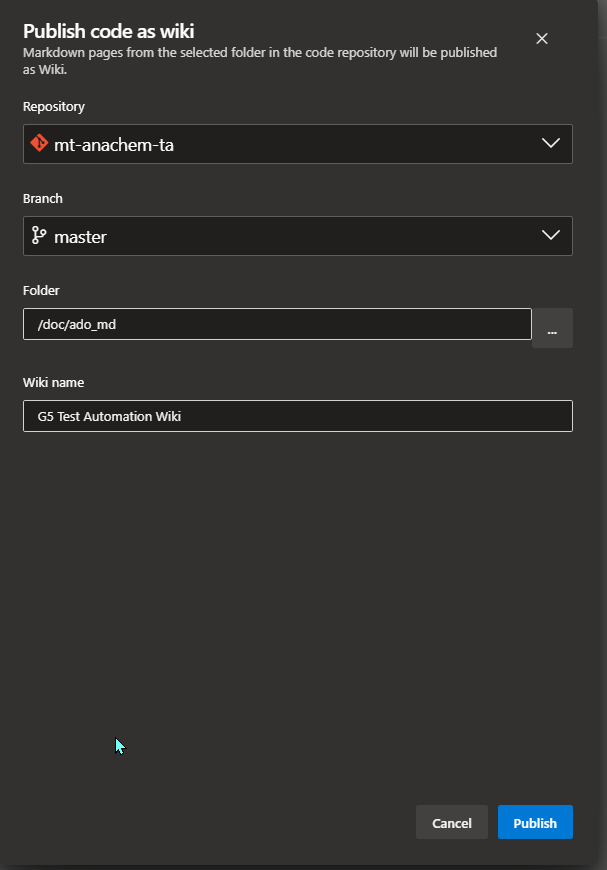 Publish code as wiki
Markdown pages from the selected folder in the code repository will be published
as Wiki.
Repository
mt-anachem-ta
Branch
master
Folder
/doc/ado_md
...
Wiki name
G5 Test Automation Wiki
Cancel
Publish